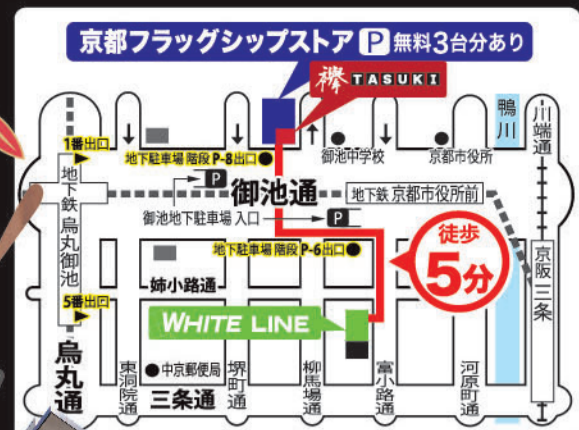 京都フラッグシップストア P 無料3台分あり
襷 TASUKI
鴨川
川端通
1番出口
地下駐車場 階段 P-8出口
御池中学校
京都市役所
P
御池通
地下鉄 京都市役所前
地下鉄 烏丸御池
御池地下駐車場 入口
P
地下駐車場 階段 P-6出口
徒歩
5分
姉小路通
京阪 三条
5番出口
WHITE LINE
烏丸通
東洞院通
中京郵便局
三条通
堺町通
柳馬場通
富小路通
河原町通